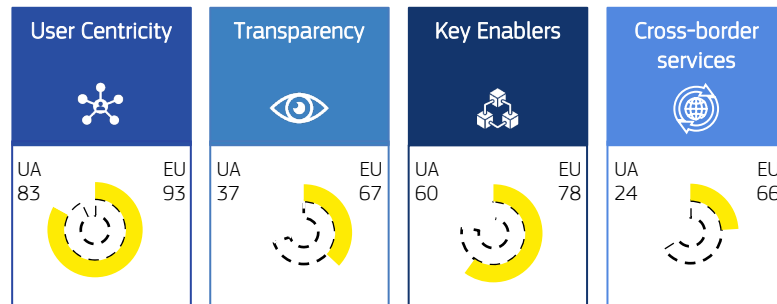 User Centricity
Transparency
Key Enablers
Cross-border
services
UA
83
EU
93
UA
37
EU
67
UA
60
EU
78
UA
24
EU
66